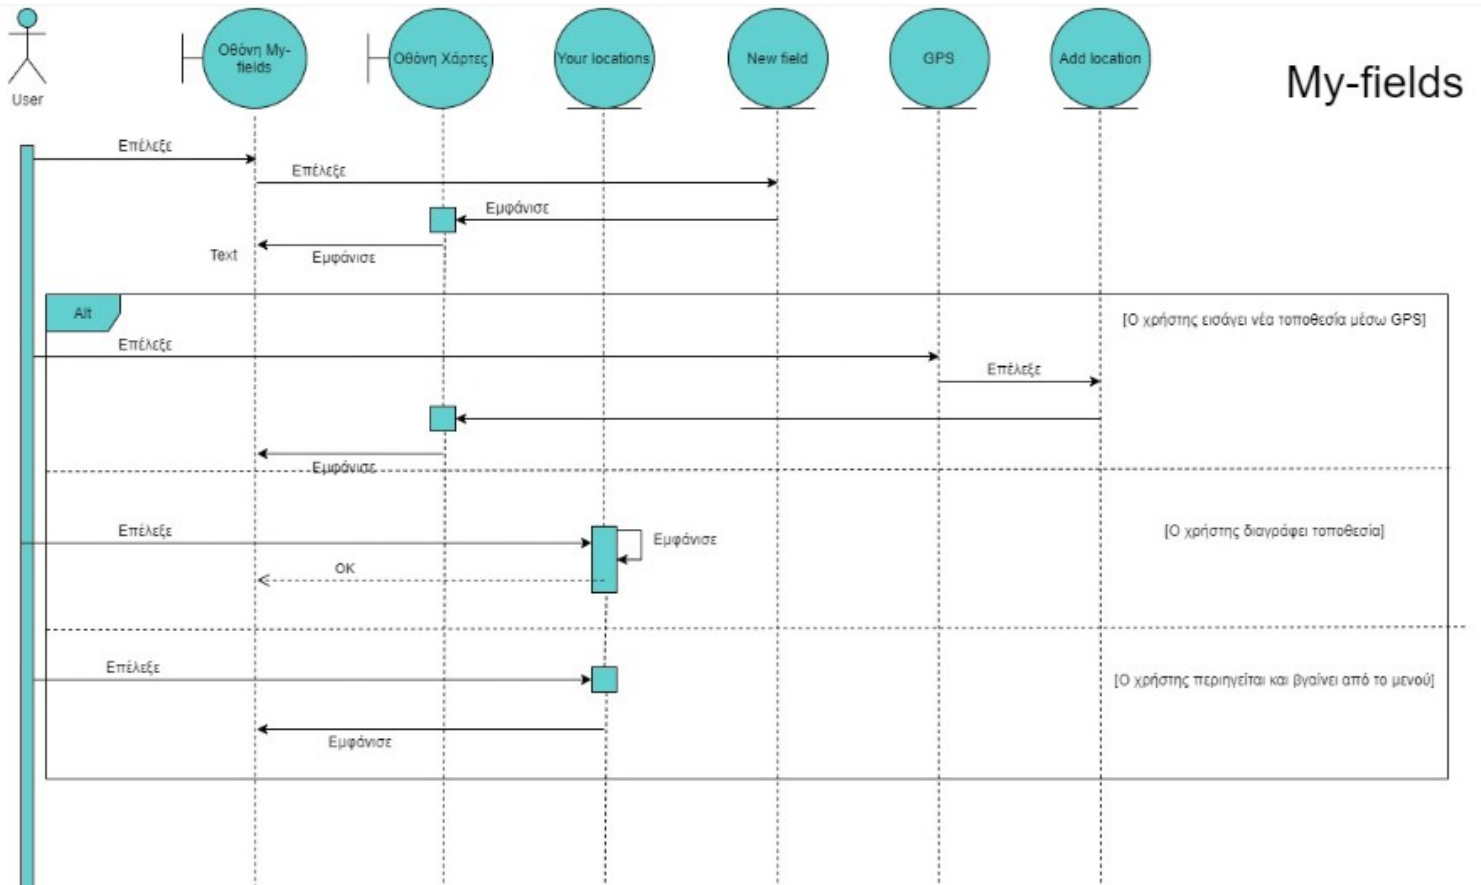 Οθόνη My-
fields
Οθόνη Χάρτες
Your locations
New field
GPS
Add location
My-fields
User
Επέλεξε
Επέλεξε
Εμφάνισε
Text
Εμφάνισε
Alt
[Ο χρήστης εισάγει νέα τοποθεσία μέσω GPS]
Επέλεξε
Επέλεξε
Εμφάνισε
Επέλεξε
Εμφάνισε
[Ο χρήστης διαγράφει τοποθεσία]
OK
Επέλεξε
[Ο χρήστης περιηγείται και βγαίνει από το μενού]
Εμφάνισε